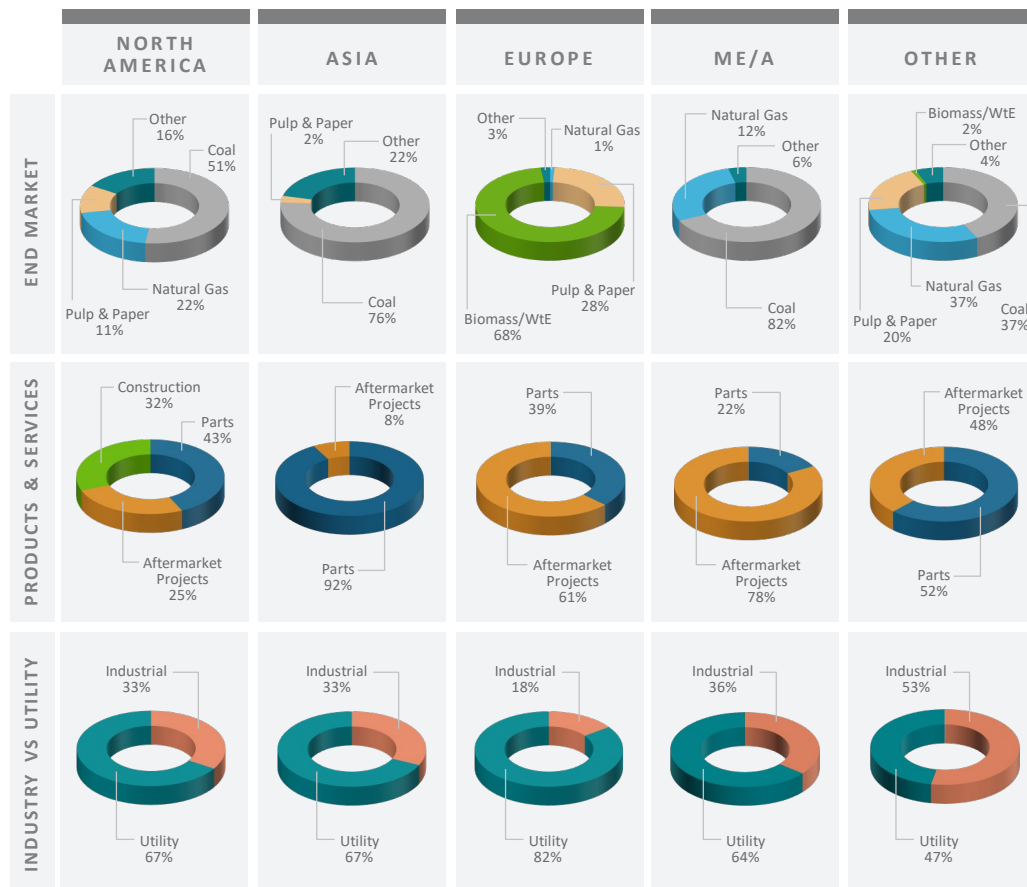 NORTH
AMERICA
ASIA
EUROPE
ME/A
OTHER
END MARKET
Other
16%
Coal
51%
Natural Gas
22%
Pulp & Paper
11%
Pulp & Paper
2%
Other
22%
Coal
76%
Other
3%
Natural Gas
1%
Pulp & Paper
28%
Biomass/WtE
68%
Natural Gas
12%
Other
6%
Coal
82%
Biomass/WtE
2%
Other
4%
Natural Gas
37%
Coal
37%
Pulp & Paper
20%
PRODUCTS & SERVICES
Construction
32%
Parts
43%
Aftermarket
Projects
25%
Aftermarket
Projects
8%
Parts
92%
Parts
39%
Aftermarket
Projects
61%
Parts
22%
Aftermarket
Projects
78%
Aftermarket
Projects
48%
Parts
52%
INDUSTRY VS UTILITY
Industrial
33%
Utility
67%
Industrial
33%
Utility
67%
Industrial
18%
Utility
82%
Industrial
36%
Utility
64%
Industrial
53%
Utility
47%